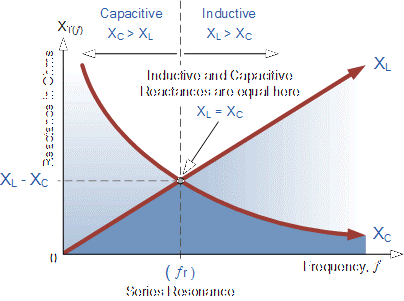 Capacitive
X_C > X_L
Inductive
X_L > X_C
X_T(f)
Reactance in Ohms
Inductive and Capacitive
Reactances are equal here
X_L = X_C
X_L
X_L - X_C
X_C
0
(fr)
Frequency, f
Series Resonance